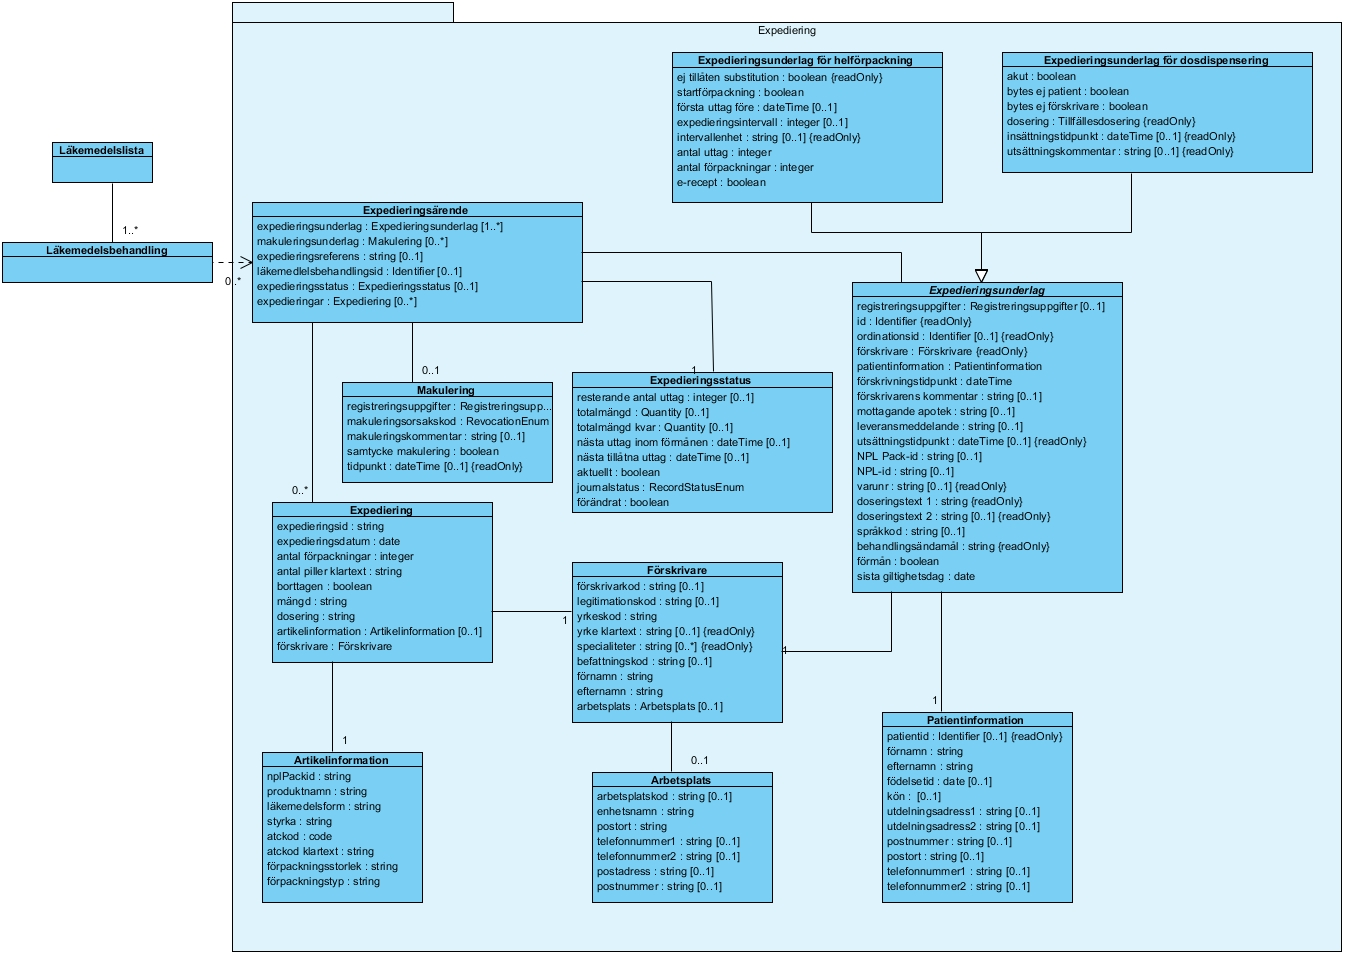 Expediering
Expedieringsunderlag för helförpackning
ej tillåten substitution : boolean {readOnly}
startförpackning : boolean
första uttag före : dateTime [0..1]
expedieringsintervall : integer [0..1]
intervallenhet : string [0..1] {readOnly}
antal uttag : integer
antal förpackningar : integer
e-recept : boolean
Expedieringsunderlag för dosdispensering
akut : boolean
bytes ej patient : boolean
bytes ej förskrivare : boolean
dosering : Tillfällesdosering {readOnly}
insättningstidpunkt : dateTime [0..1] {readOnly}
utsättningskommentar : string [0..1] {readOnly}
Läkemedelslista
1..*
Läkemedelsbehandling
0..*
Expedieringsärende
expedieringsunderlag : Expedieringsunderlag [1..*]
makuleringsunderlag : Makulering [0..*]
expedieringsreferens : string [0..1]
läkemedlelsbehandlingsid : Identifier [0..1]
expedieringsstatus : Expedieringsstatus [0..1]
expedieringar : Expediering [0..*]
Expedieringsunderlag
registreringsuppgifter : Registreringsuppgifter [0..1]
id : Identifier {readOnly}
ordinationsid : Identifier [0..1] {readOnly}
förskrivare : Förskrivare {readOnly}
patientinformation : Patientinformation
förskrivningstidpunkt : dateTime
förskrivarens kommentar : string [0..1]
mottagande apotek : string [0..1]
leveransmeddelande : string [0..1]
utsättningstidpunkt : dateTime [0..1] {readOnly}
NPL Pack-id : string [0..1]
NPL-id : string [0..1]
varunr : string [0..1] {readOnly}
doseringstext 1 : string {readOnly}
doseringstext 2 : string [0..1] {readOnly}
språkkod : string [0..1]
behandlingsändamål : string {readOnly}
förmån : boolean
sista giltighetsdag : date
0..1
Makulering
registreringsuppgifter : Registreringsupp...
makuleringsorsakskod : RevocationEnum
makuleringskommentar : string [0..1]
samtycke makulering : boolean
tidpunkt : dateTime [0..1] {readOnly}
1
Expedieringsstatus
resterande antal uttag : integer [0..1]
totalmängd : Quantity [0..1]
totalmängd kvar : Quantity [0..1]
nästa uttag inom förmånen : dateTime [0..1]
nästa tillåtna uttag : dateTime [0..1]
aktuellt : boolean
journalstatus : RecordStatusEnum
förändrat : boolean
0..*
Expediering
expedieringsid : string
expedieringsdatum : date
antal förpackningar : integer
antal piller klartext : string
borttagen : boolean
mängd : string
dosering : string
artikelinformation : Artikelinformation [0..1]
förskrivare : Förskrivare
1
Förskrivare
förskrivarkod : string [0..1]
legitimationskod : string [0..1]
yrkeskod : string
yrke klartext : string [0..1] {readOnly}
specialiteter : string [0..*] {readOnly}
befattningskod : string [0..1]
förnamn : string
efternamn : string
arbetsplats : Arbetsplats [0..1]
1
1
Artikelinformation
nplPackid : string
produktnamn : string
läkemedelsform : string
styrka : string
atckod : code
atckod klartext : string
förpackningsstorlek : string
förpackningstyp : string
0..1
Arbetsplats
arbetsplatskod : string [0..1]
enhetsnamn : string
postort : string
telefonnummer1 : string [0..1]
telefonnummer2 : string [0..1]
postadress : string [0..1]
postnummer : string [0..1]
1
Patientinformation
patientid : Identifier [0..1] {readOnly}
förnamn : string
efternamn : string
födelsetid : date [0..1]
kön : [0..1]
utdelningsadress1 : string [0..1]
utdelningsadress2 : string [0..1]
postnummer : string [0..1]
postort : string [0..1]
telefonnummer1 : string [0..1]
telefonnummer2 : string [0..1]